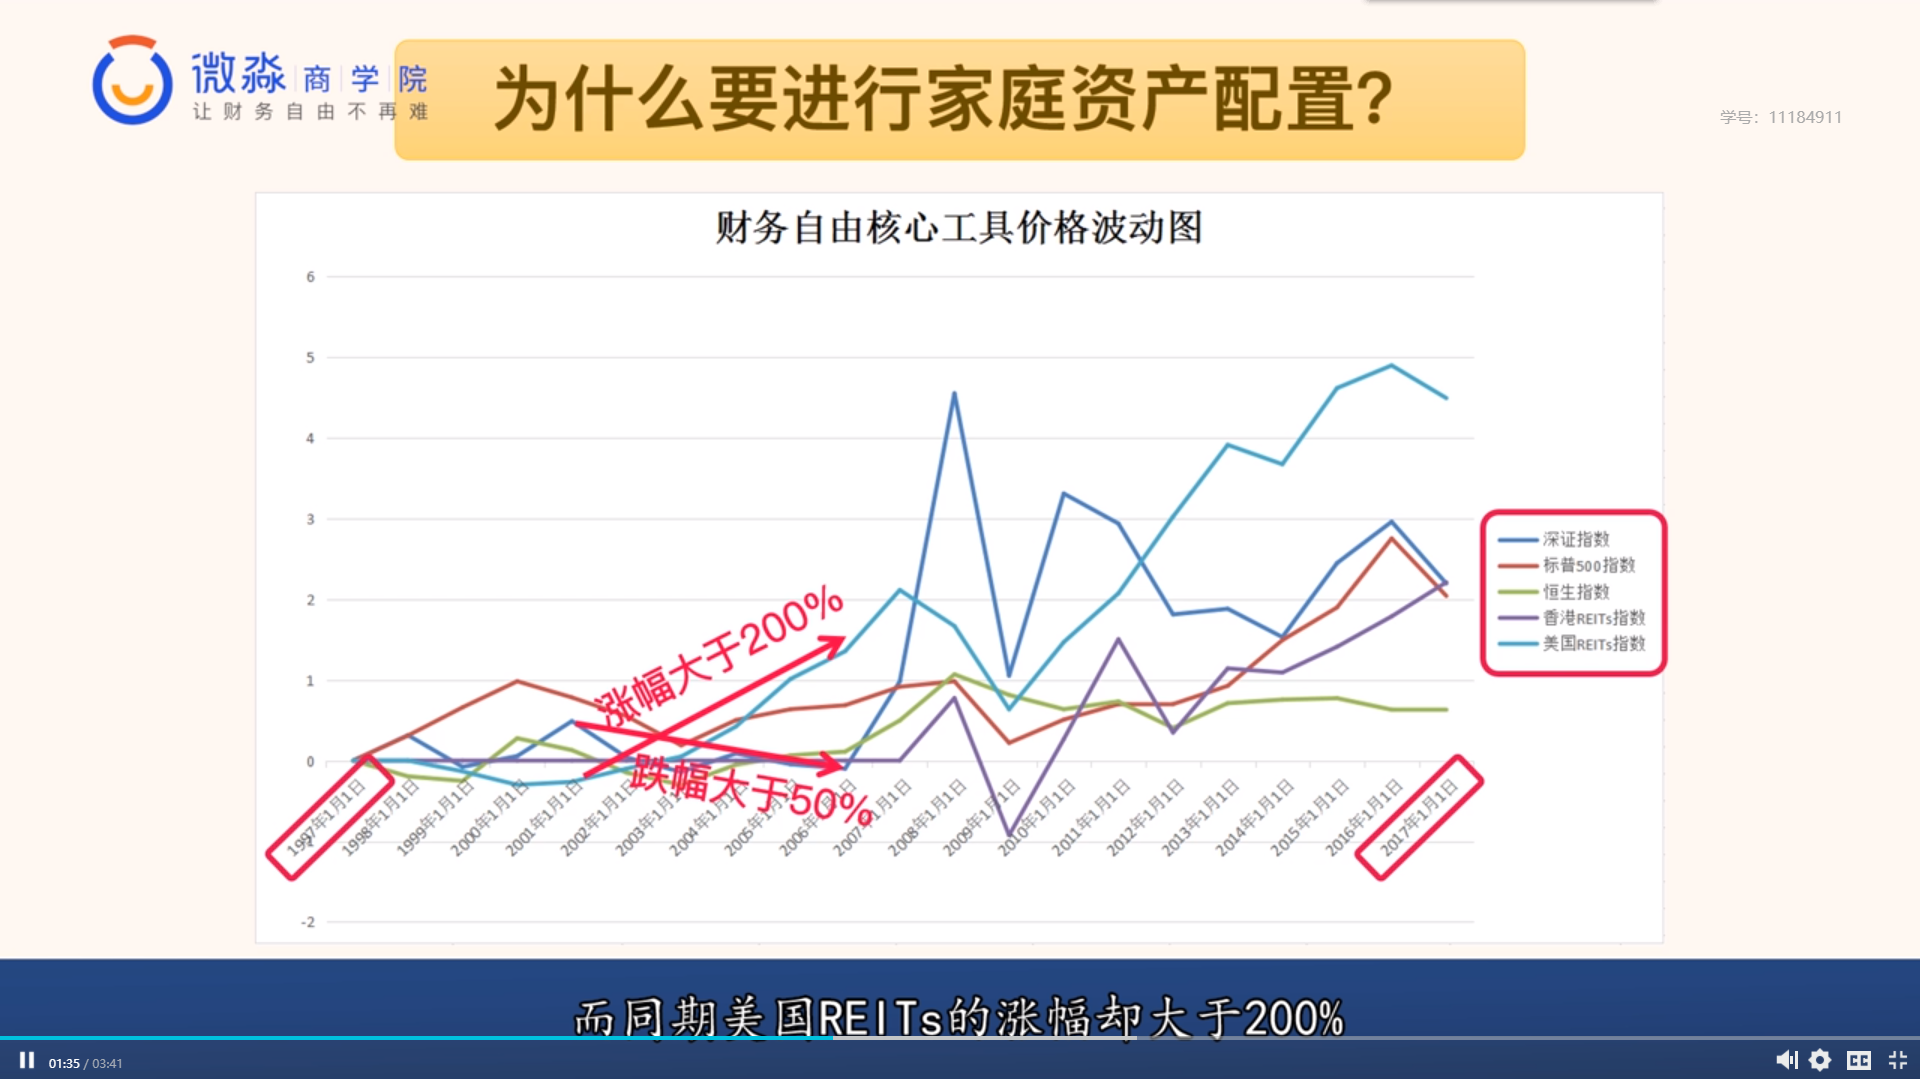 微淼 商 学 院
让财务自由不再难
为什么要进行家庭资产配置?
学号：11184911
财务自由核心工具价格波动图
6
5
4
3
2
1
0
-2
涨幅大于200%
跌幅大于50%
1997年1月1日
1998年1月1日
1999年1月1日
2000年1月1日
2001年1月1日
2002年1月1日
2003年1月1日
2004年1月1日
2005年1月1日
2006年1月1日
2007年1月1日
2008年1月1日
2009年1月1日
2010年1月1日
2011年1月1日
2012年1月1日
2013年1月1日
2014年1月1日
2015年1月1日
2016年1月1日
2017年1月1日
深证指数
标普500指数
恒生指数
香港REITs指数
美国REITs指数
而同期美国REITs的涨幅却大于200%
01:35 / 03:41
CC